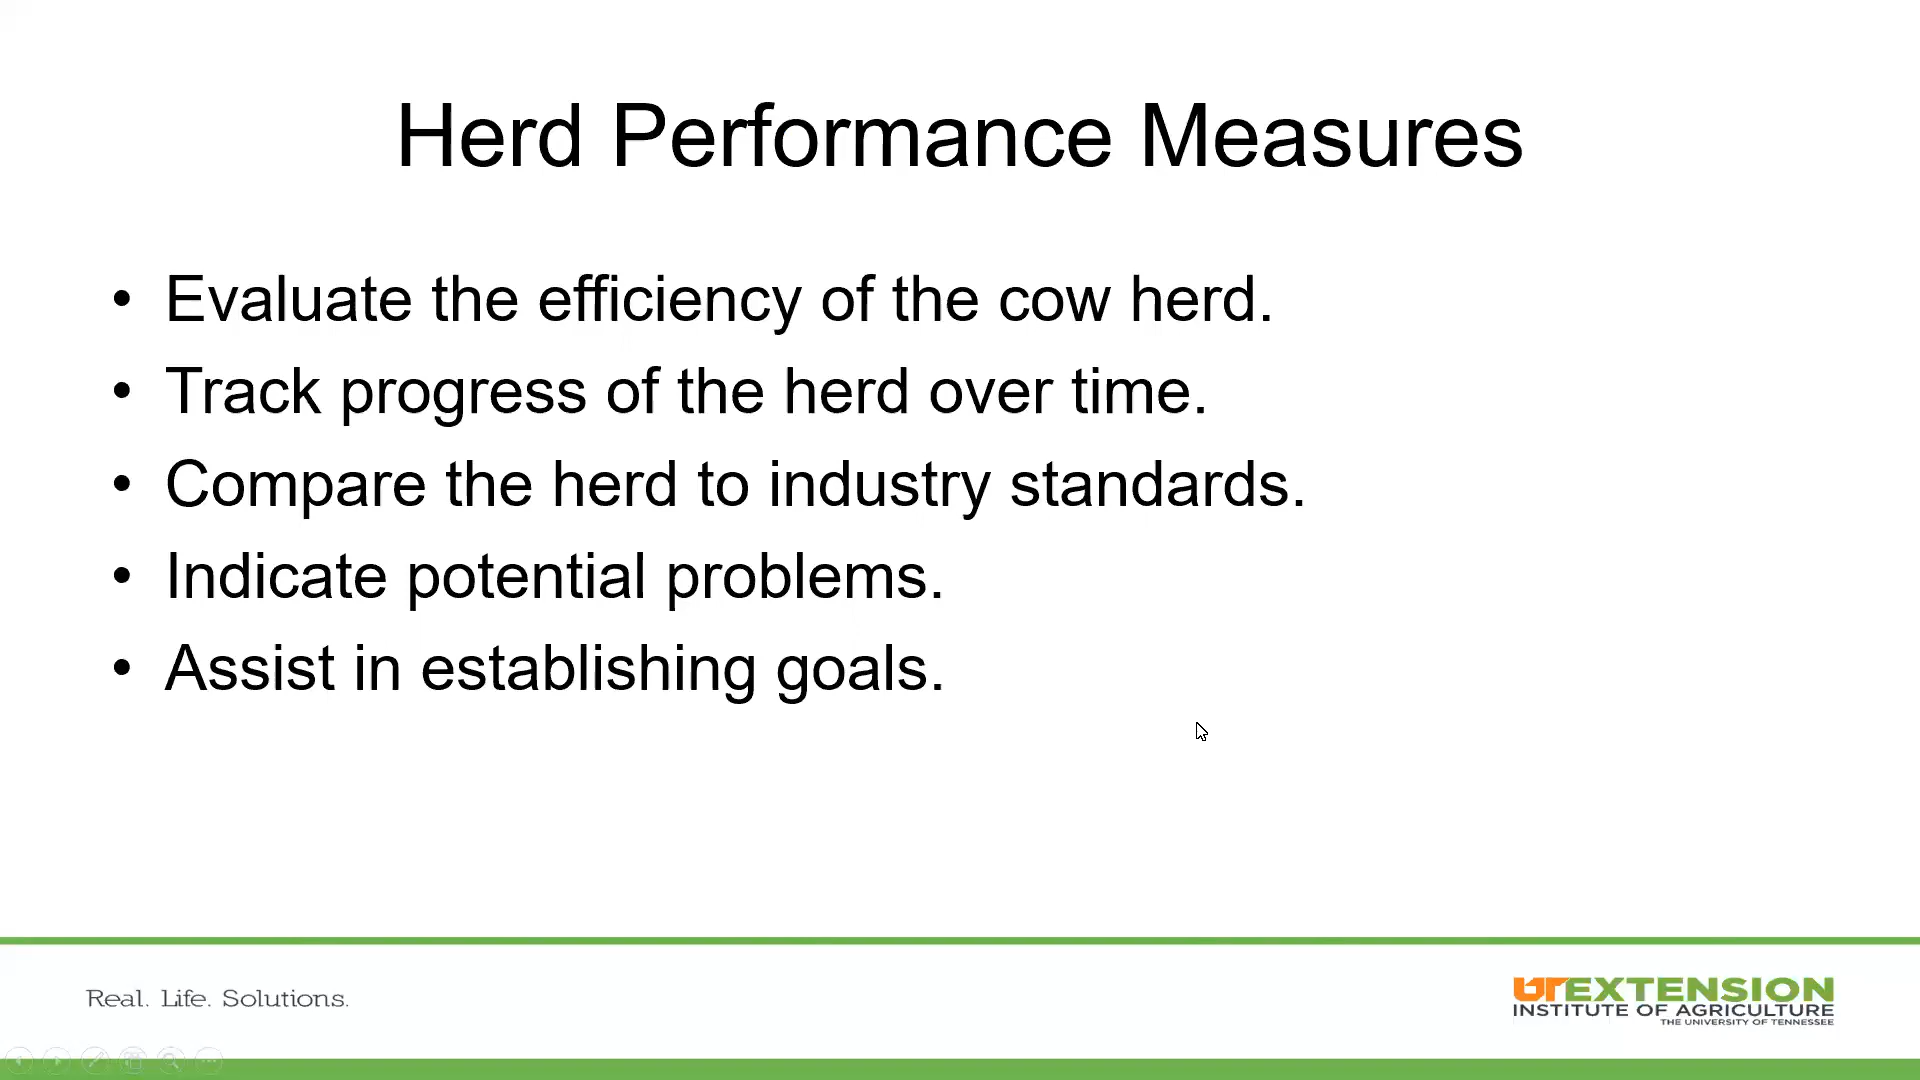 Herd Performance Measures
• Evaluate the efficiency of the cow herd.
• Track progress of the herd over time.
• Compare the herd to industry standards.
• Indicate potential problems.
• Assist in establishing goals.
Real. Life. Solutions.
UT EXTENSION
INSTITUTE OF AGRICULTURE
THE UNIVERSITY OF TENNESSEE